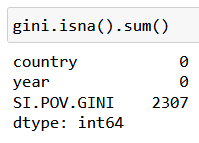 gini.isna().sum()
country 0
year 0
SI.POV.GINI 2307
dtype: int64